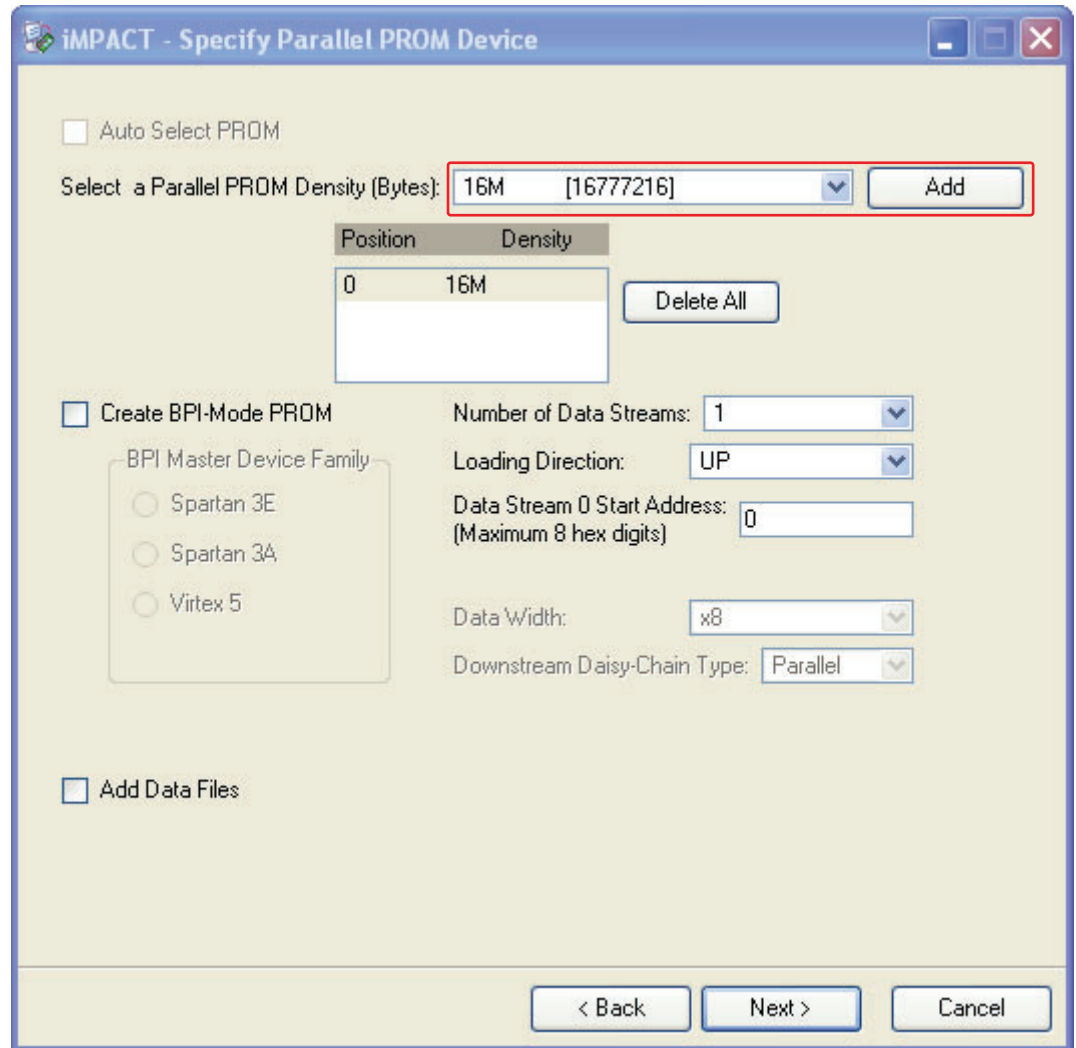 iMPACT - Specify Parallel PROM Device
Auto Select PROM
Select a Parallel PROM Density (Bytes): 16M [16777216] Add
Position Density
0 16M
Delete All
Create BPI-Mode PROM
Number of Data Streams: 1
BPI Master Device Family
Loading Direction: UP
Spartan 3E
Data Stream 0 Start Address: 0
(Maximum 8 hex digits)
Spartan 3A
Virtex 5
Data Width: x8
Downstream Daisy-Chain Type: Parallel
Add Data Files
< Back Next > Cancel